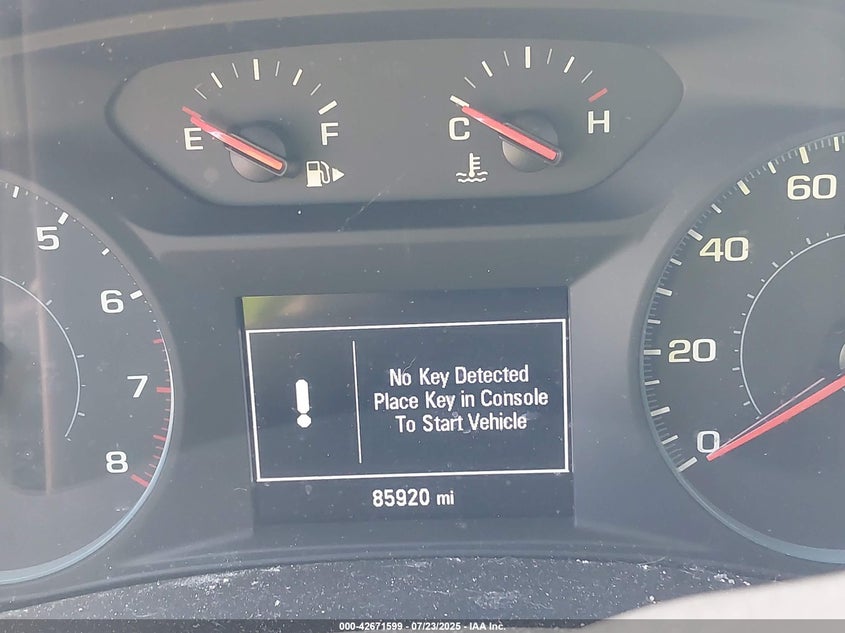 E F
C H
5
6
7
8
60
40
20
0
No Key Detected
Place Key in Console
To Start Vehicle
85920 mi
000-42671599 - 07/23/2025 - IAA Inc.